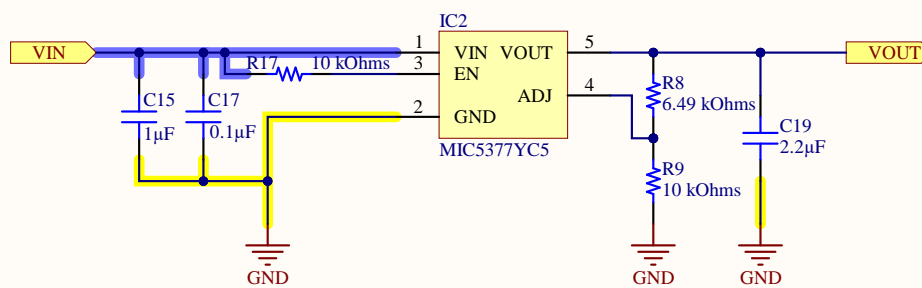 IC2
VIN
1
VIN
VOUT
5
VOUT
R17
10 kOhms
3
EN
4
ADJ
R8
6.49 kOhms
C15
1µF
C17
0.1µF
2
GND
C19
2.2µF
MIC5377YC5
R9
10 kOhms
GND
GND
GND